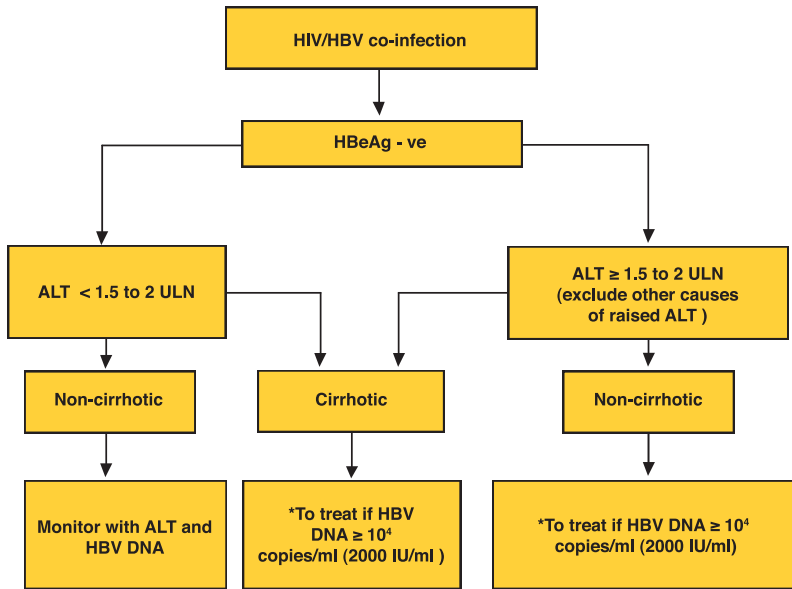 HIV/HBV co-infection
HBeAg - ve
ALT < 1.5 to 2 ULN
ALT ≥ 1.5 to 2 ULN
(exclude other causes
of raised ALT )
Non-cirrhotic
Cirrhotic
Non-cirrhotic
Monitor with ALT and
HBV DNA
*To treat if HBV
DNA ≥ 10⁴
copies/ml (2000 IU/ml )
*To treat if HBV DNA ≥ 10⁴
copies/ml (2000 IU/ml)